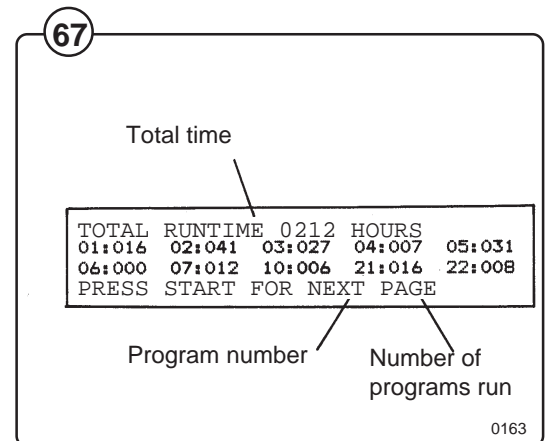 67
Total time
TOTAL RUNTIME 0212 HOURS
01:016 02:041 03:027 04:007 05:031
06:000 07:012 10:006 21:016 22:008
PRESS START FOR NEXT PAGE
Program number
Number of
programs run
0163